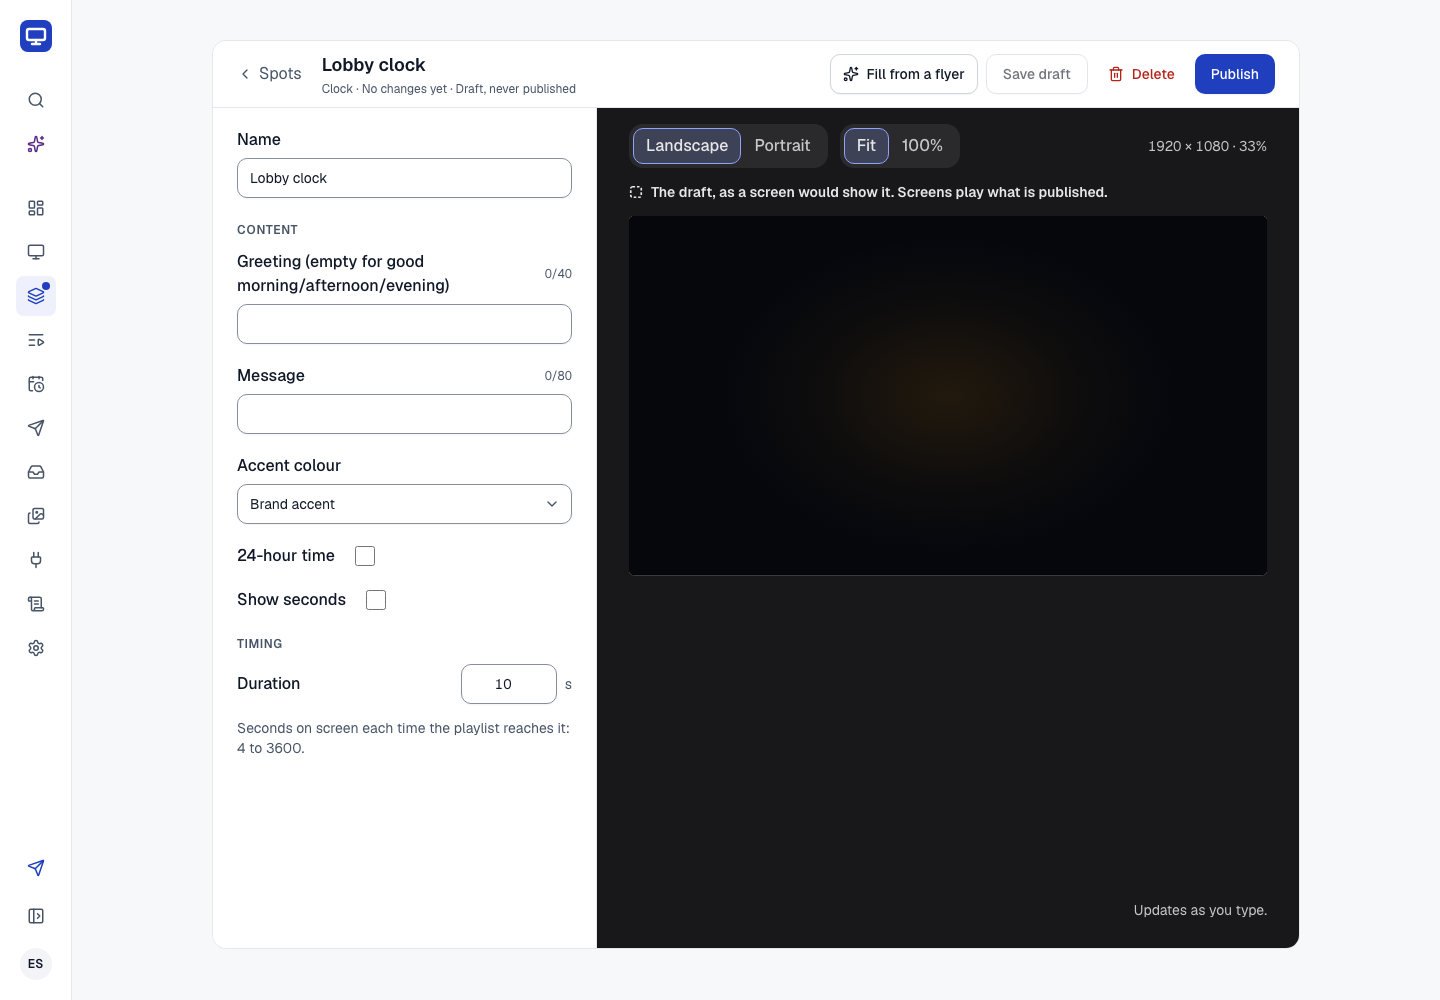 Spots
Lobby clock
Clock · No changes yet · Draft, never published
Fill from a flyer
Save draft
Delete
Publish
Name
Lobby clock
CONTENT
Greeting (empty for good
morning/afternoon/evening)
0/40
Message
0/80
Accent colour
Brand accent
24-hour time
Show seconds
TIMING
Duration
10
s
Seconds on screen each time the playlist reaches it:
4 to 3600.
Landscape
Portrait
Fit
100%
1920 × 1080 · 33%
The draft, as a screen would show it. Screens play what is published.
Updates as you type.
ES